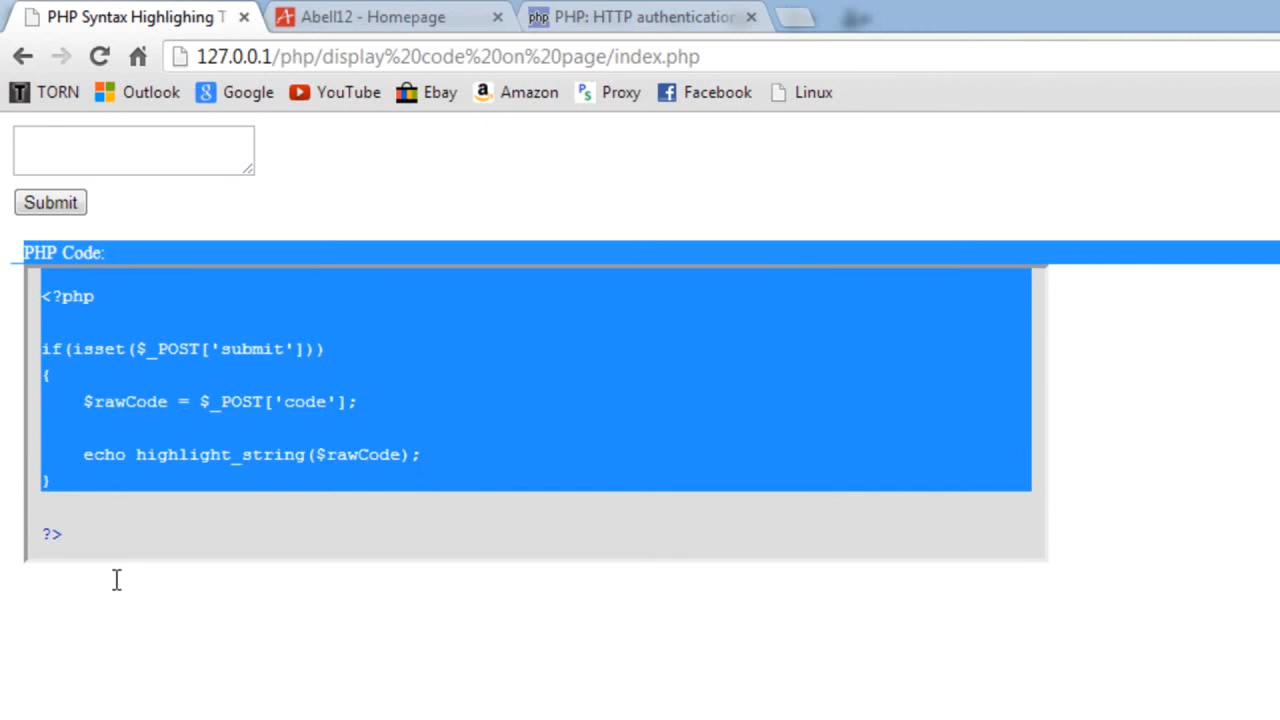 PHP Syntax Highlighing T
Abell12 - Homepage
php PHP: HTTP authentication
127.0.0.1/php/display%20code%20on%20page/index.php
TORN Outlook Google YouTube Ebay Amazon Proxy Facebook Linux
Submit
PHP Code:
<?php
if(isset($_POST['submit']))
{
$rawCode = $_POST['code'];
echo highlight_string($rawCode);
}
?>